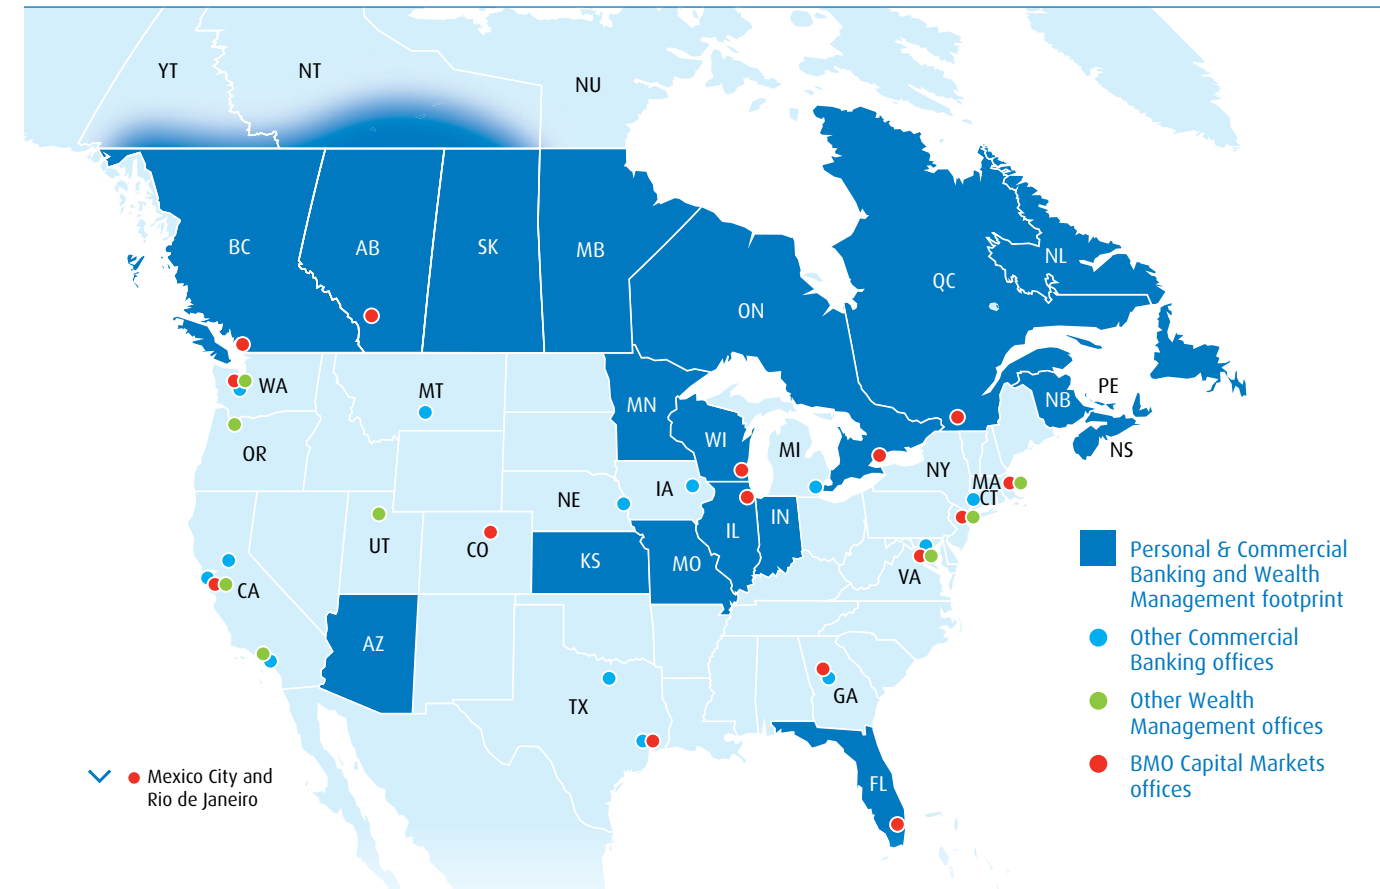 YT
NT
NU
BC
AB
SK
MB
ON
QC
NL
WA
MT
MN
WI
MI
NB
PE
NS
OR
NY
MA
CT
NE
IA
IL
IN
UT
CO
KS
MO
VA
CA
AZ
TX
GA
FL
Personal & Commercial
Banking and Wealth
Management footprint
Other Commercial
Banking offices
Other Wealth
Management offices
BMO Capital Markets
offices
Mexico City and
Rio de Janeiro